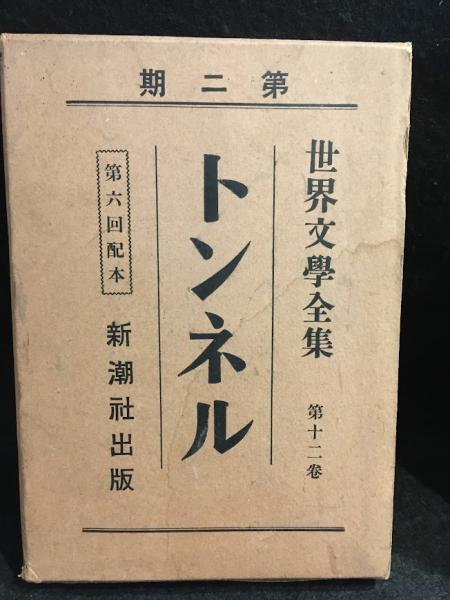 第二期
世界文學全集
第十二卷
トンネル
第六回配本
新潮社出版